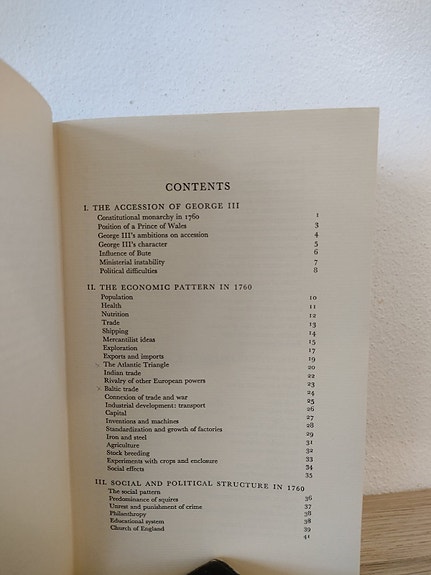 CONTENTS
I. THE ACCESSION OF GEORGE III
Constitutional monarchy in 1760 1
Position of a Prince of Wales 3
George III's ambitions on accession 4
George III's character 5
Influence of Bute 6
Ministerial instability 7
Political difficulties 8
II. THE ECONOMIC PATTERN IN 1760
Population 10
Health 11
Nutrition 12
Trade 13
Shipping 14
Mercantilist ideas 15
Exploration 17
Exports and imports 19
The Atlantic Triangle 20
Indian trade 22
Rivalry of other European powers 23
Baltic trade 24
Connexion of trade and war 25
Industrial development: transport 26
Capital 27
Inventions and machines 28
Standardization and growth of factories 29
Iron and steel 31
Agriculture 32
Stock breeding 33
Experiments with crops and enclosure 34
Social effects 35
III. SOCIAL AND POLITICAL STRUCTURE IN 1760
The social pattern 36
Predominance of squires 37
Unrest and punishment of crime 38
Philanthropy 38
Educational system 39
Church of England 41